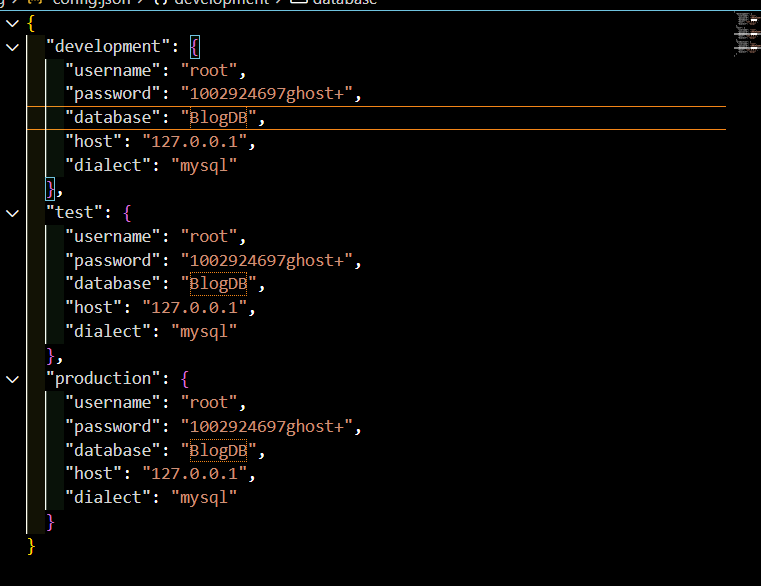 config.json > {} development > database
{
"development": {
"username": "root",
"password": "1002924697ghost+",
"database": "BlogDB",
"host": "127.0.0.1",
"dialect": "mysql"
},
"test": {
"username": "root",
"password": "1002924697ghost+",
"database": "BlogDB",
"host": "127.0.0.1",
"dialect": "mysql"
},
"production": {
"username": "root",
"password": "1002924697ghost+",
"database": "BlogDB",
"host": "127.0.0.1",
"dialect": "mysql"
}
}